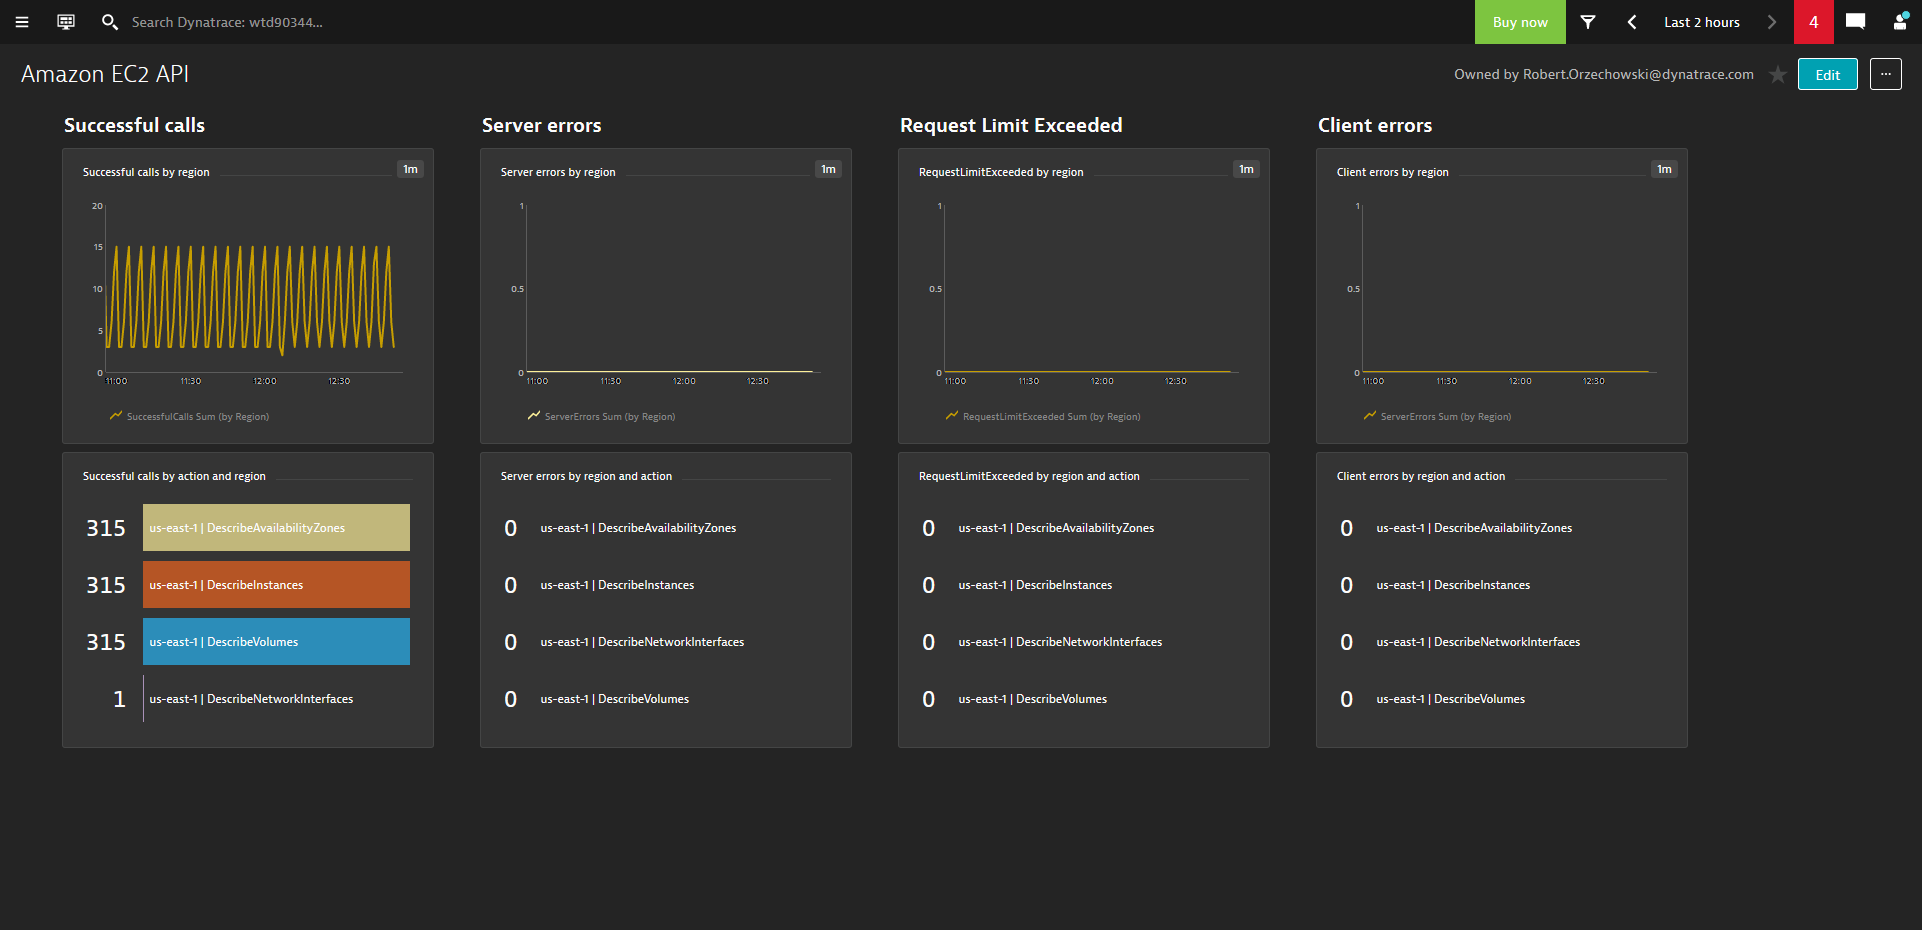 Search Dynatrace: wtd90344...
Buy now
Last 2 hours
4
Amazon EC2 API
Owned by Robert.Orzechowski@dynatrace.com
Edit
...
Successful calls
Server errors
Request Limit Exceeded
Client errors
Successful calls by region
1m
20
15
10
5
0
11:00 11:30 12:00 12:30
SuccessfulCalls Sum (by Region)
Server errors by region
1m
1
0.5
0
11:00 11:30 12:00 12:30
ServerErrors Sum (by Region)
RequestLimitExceeded by region
1m
1
0.5
0
11:00 11:30 12:00 12:30
RequestLimitExceeded Sum (by Region)
Client errors by region
1m
1
0.5
0
11:00 11:30 12:00 12:30
ServerErrors Sum (by Region)
Successful calls by action and region
315 us-east-1 | DescribeAvailabilityZones
315 us-east-1 | DescribeInstances
315 us-east-1 | DescribeVolumes
1 us-east-1 | DescribeNetworkInterfaces
Server errors by region and action
0 us-east-1 | DescribeAvailabilityZones
0 us-east-1 | DescribeInstances
0 us-east-1 | DescribeNetworkInterfaces
0 us-east-1 | DescribeVolumes
RequestLimitExceeded by region and action
0 us-east-1 | DescribeAvailabilityZones
0 us-east-1 | DescribeInstances
0 us-east-1 | DescribeNetworkInterfaces
0 us-east-1 | DescribeVolumes
Client errors by region and action
0 us-east-1 | DescribeAvailabilityZones
0 us-east-1 | DescribeInstances
0 us-east-1 | DescribeNetworkInterfaces
0 us-east-1 | DescribeVolumes